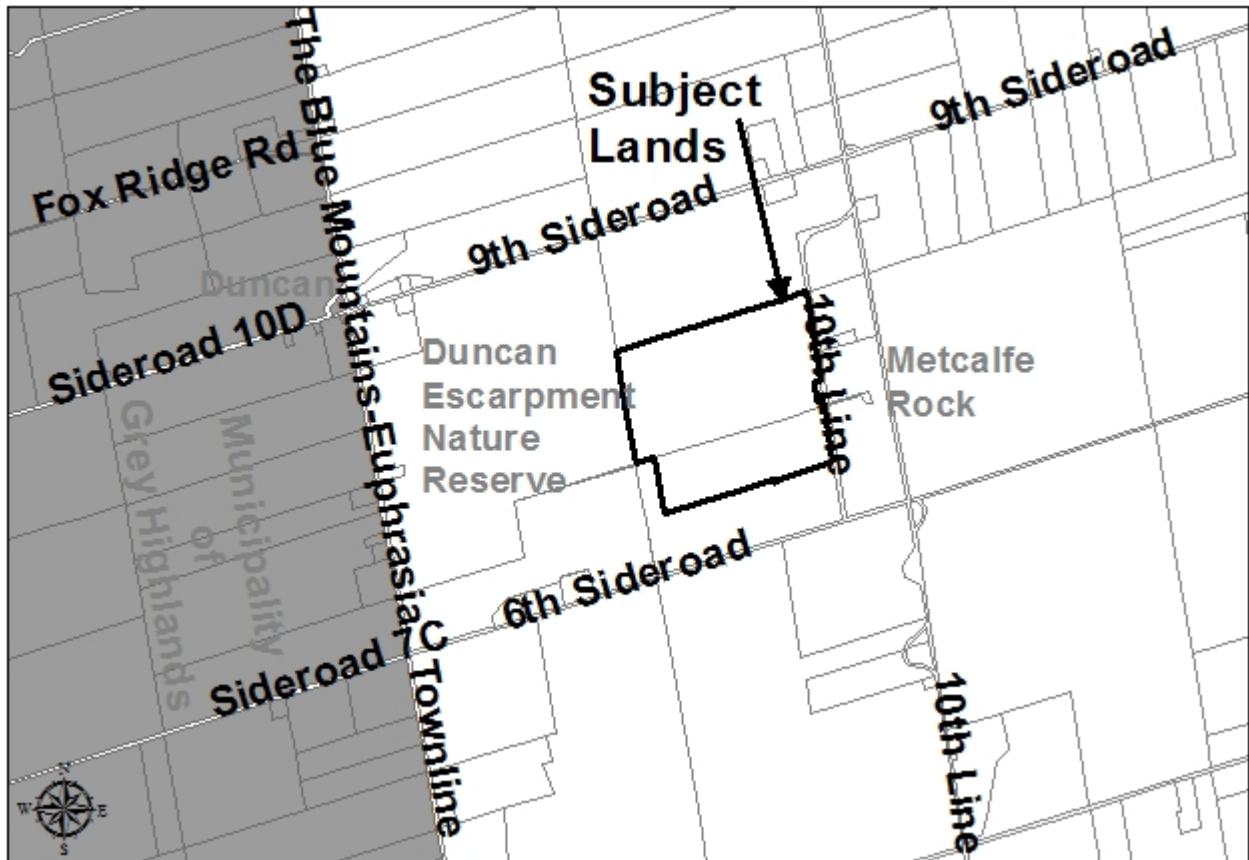 The Blue Mountains-Euphrasia Townline
Subject
Lands
9th Sideroad
Fox Ridge Rd
9th Sideroad
Duncan
Sideroad 10D
10th Line
Duncan
Escarpment
Nature
Reserve
Metcalfe
Rock
Municipality
of
Grey Highlands
6th Sideroad
Sideroad 7C
10th Line
N
W
E
S